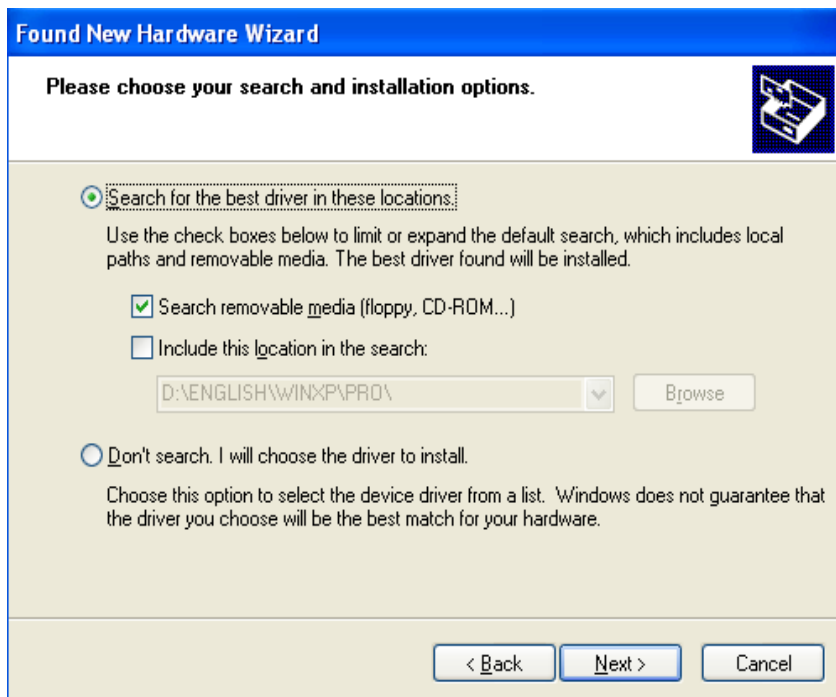 Found New Hardware Wizard
Please choose your search and installation options.
Search for the best driver in these locations.
Use the check boxes below to limit or expand the default search, which includes local
paths and removable media. The best driver found will be installed.
Search removable media (floppy, CD-ROM...)
Include this location in the search:
D:\ENGLISH\WINXP\PRO\
Browse
Don't search. I will choose the driver to install.
Choose this option to select the device driver from a list. Windows does not guarantee that
the driver you choose will be the best match for your hardware.
< Back Next > Cancel